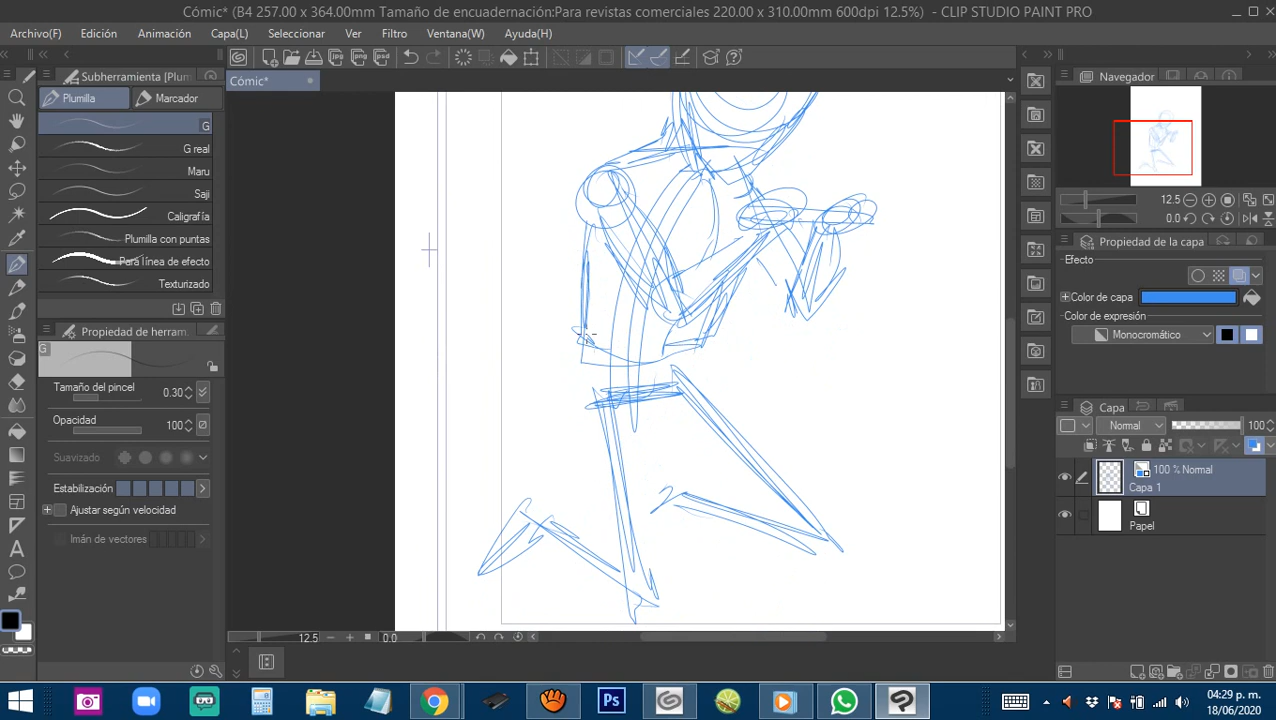 Cómic* (B4 257.00 x 364.00mm Tamaño de encuadernación:Para revistas comerciales 220.00 x 310.00mm 600dpi 12.5%) - CLIP STUDIO PAINT PRO
Archivo(F) Edición Animación Capa(L) Seleccionar Ver Filtro Ventana(W) Ayuda(H)
Subherramienta [Plum
Cómic*
Navegador
Plumilla Marcador
G
G real
Maru
Saji
Caligrafía
Plumilla con puntas
Para línea de efecto
Texturizado
12.5
0.0
Propiedad de la capa
Efecto
Color de capa
Color de expresión
Monocromático
Propiedad de herram
G
Tamaño del pincel 0.30
Opacidad 100
Suavizado
Estabilización
Ajustar según velocidad
Imán de vectores
Capa
Normal 100
100 % Normal
Capa 1
Papel
12.5 0.0
Ps
04:29 p. m.
18/06/2020